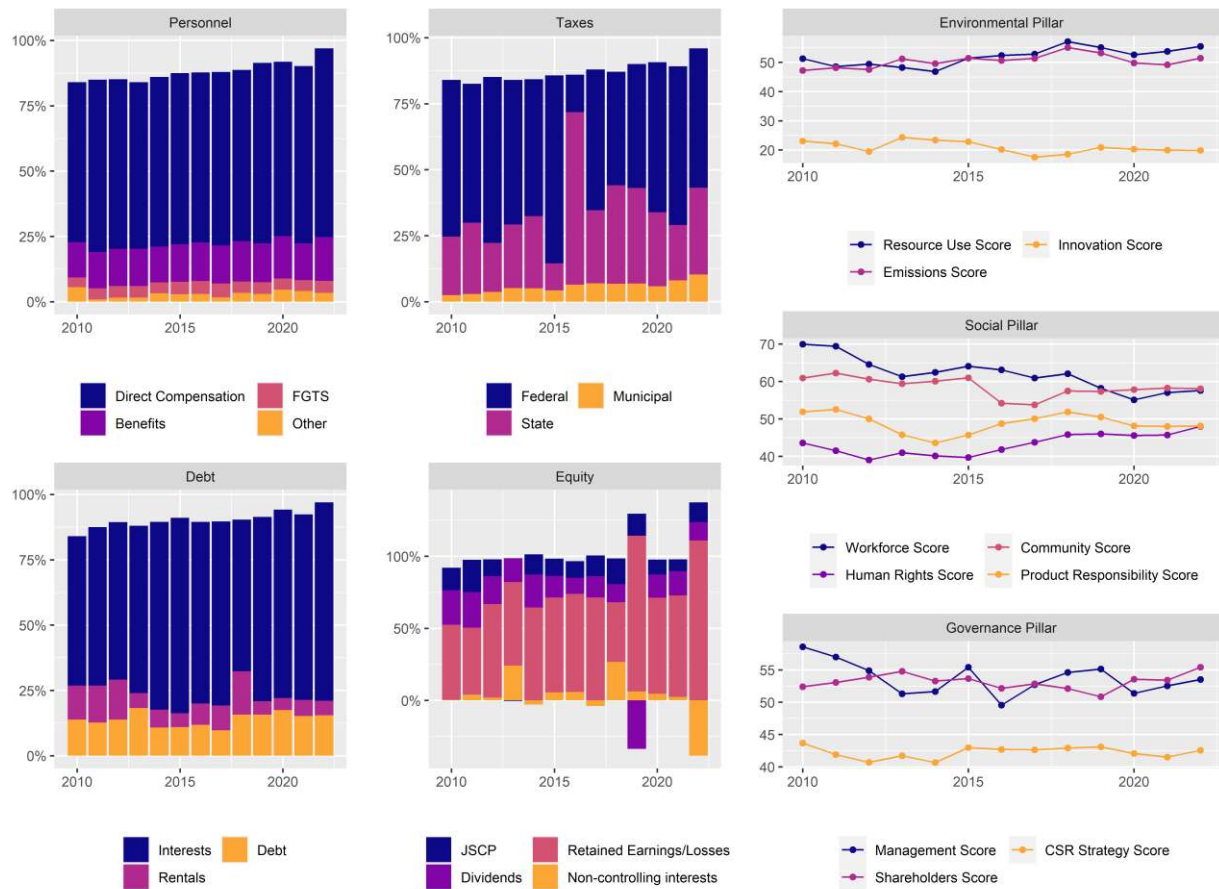 Personnel
100%
75%
50%
25%
0%
2010 2015 2020
Direct Compensation FGTS
Benefits Other
Taxes
100%
75%
50%
25%
0%
2010 2015 2020
Federal Municipal
State
Environmental Pillar
50
40
30
20
2010 2015 2020
Resource Use Score Innovation Score
Emissions Score
Social Pillar
70
60
50
40
2010 2015 2020
Workforce Score Community Score
Human Rights Score Product Responsibility Score
Debt
100%
75%
50%
25%
0%
2010 2015 2020
Interests Debt
Rentals
Equity
100%
50%
0%
2010 2015 2020
JSCP Retained Earnings/Losses
Dividends Non-controlling interests
Governance Pillar
55
50
45
40
2010 2015 2020
Management Score CSR Strategy Score
Shareholders Score